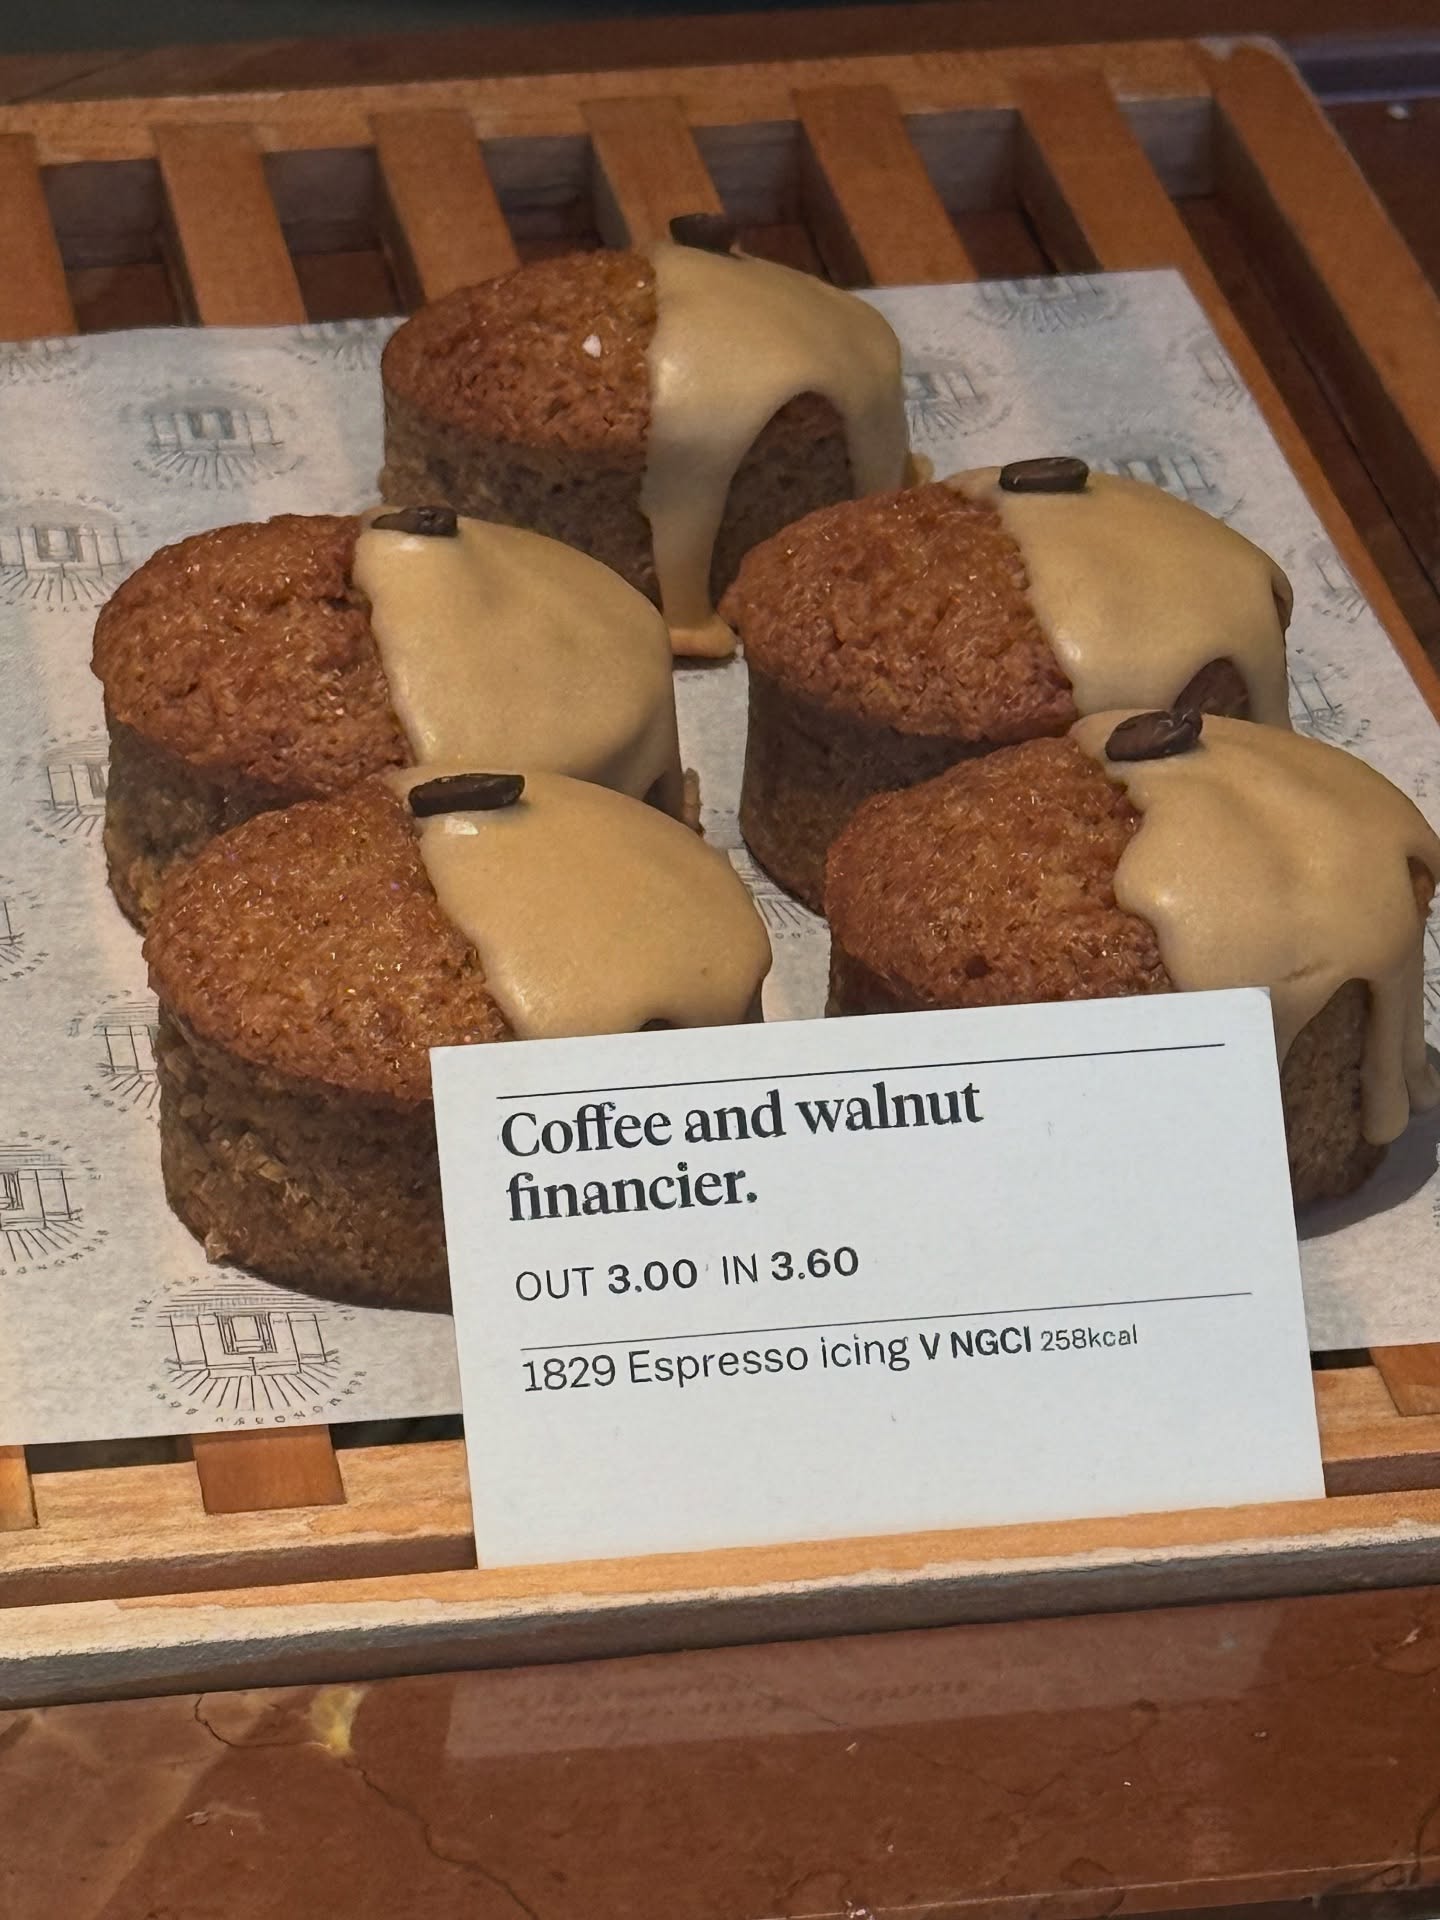 Coffee and walnut
financier.
OUT 3.00 IN 3.60
1829 Espresso icing V NGCI 258kcal